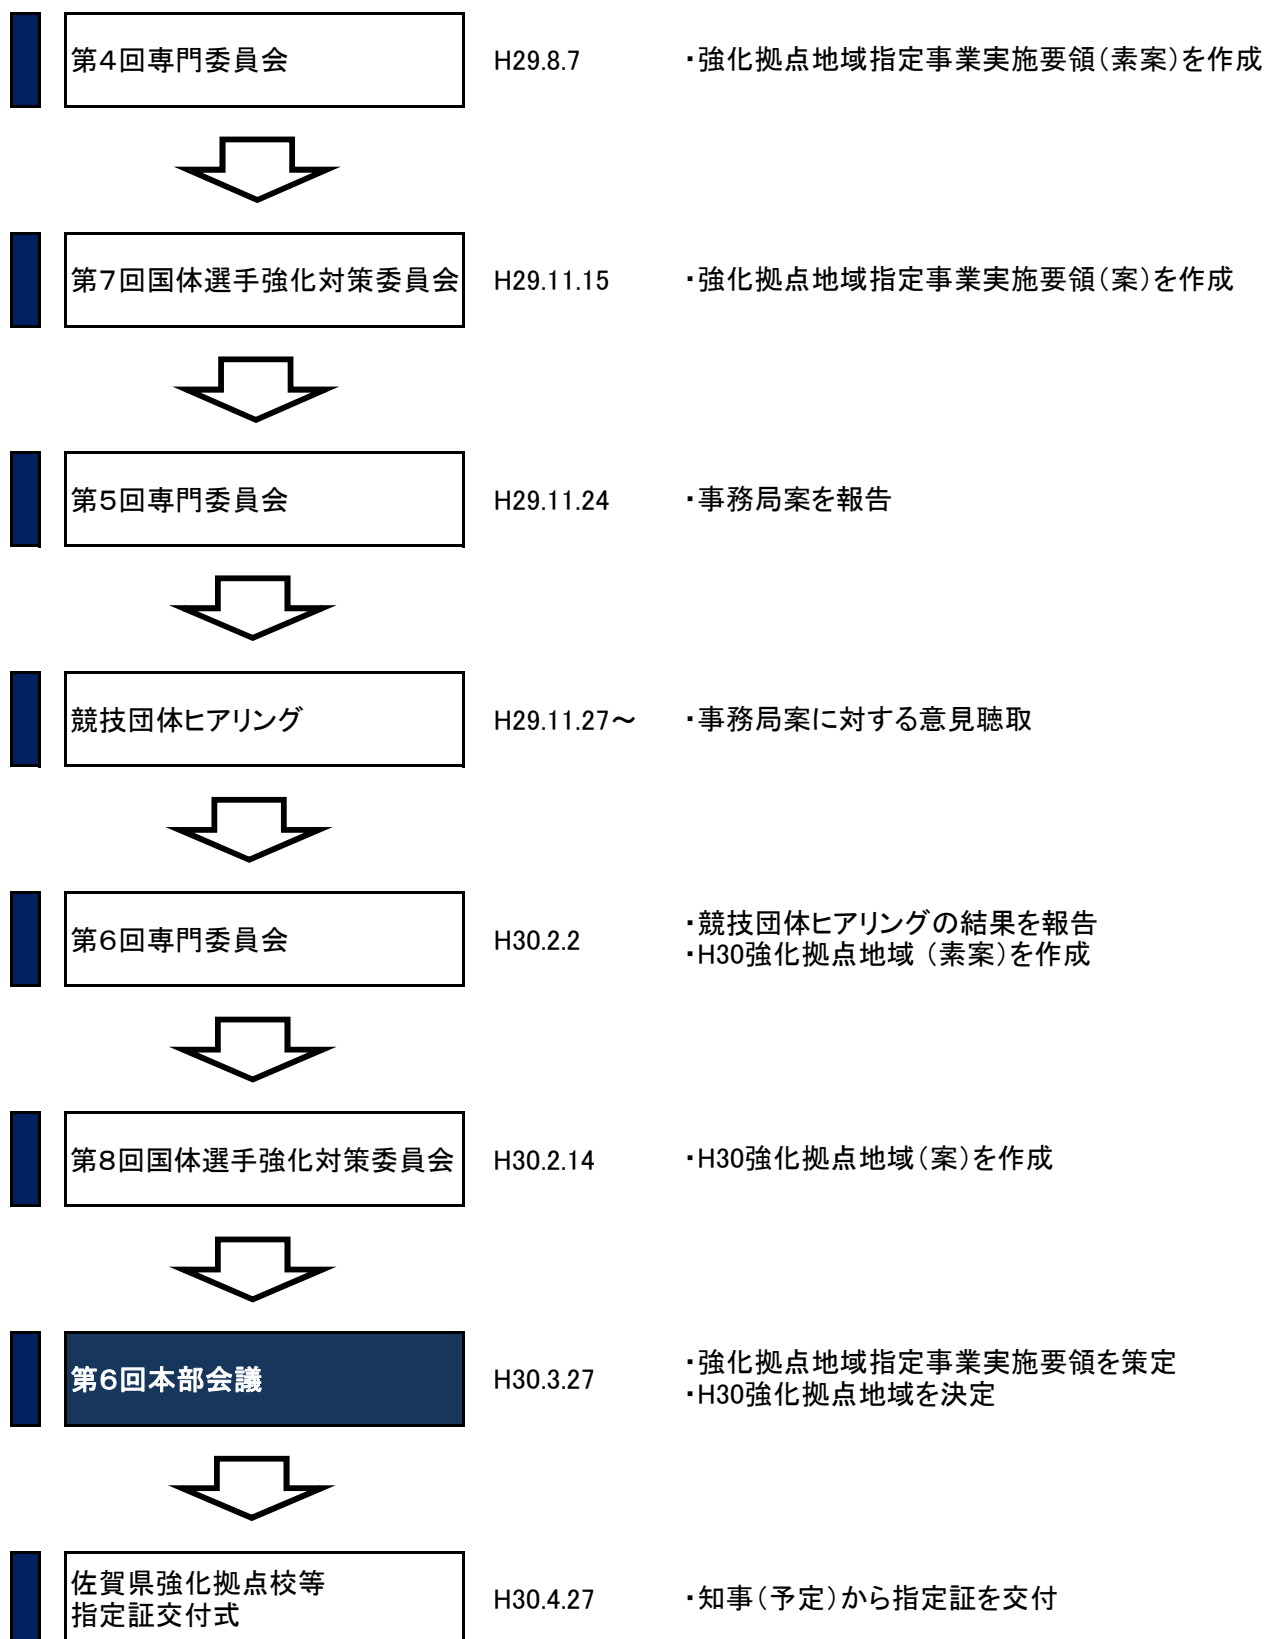 第4回専門委員会 H29.8.7 ・強化拠点地域指定事業実施要領（素案）を作成
第7回国体選手強化対策委員会 H29.11.15 ・強化拠点地域指定事業実施要領（案）を作成
第5回専門委員会 H29.11.24 ・事務局案を報告
競技団体ヒアリング H29.11.27～ ・事務局案に対する意見聴取
第6回専門委員会 H30.2.2 ・競技団体ヒアリングの結果を報告
・H30強化拠点地域（素案）を作成
第8回国体選手強化対策委員会 H30.2.14 ・H30強化拠点地域（案）を作成
第6回本部会議 H30.3.27 ・強化拠点地域指定事業実施要領を策定
・H30強化拠点地域を決定
佐賀県強化拠点校等
指定証交付式 H30.4.27 ・知事（予定）から指定証を交付